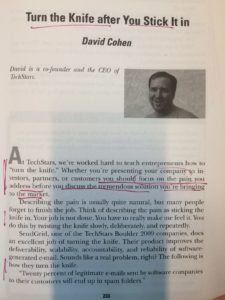 Turn the Knife after You Stick It in
David Cohen
David is a co-founder and the CEO of
TechStars.
At TechStars, we've worked hard to teach entrepreneurs how to
"turn the knife." Whether you're presenting your company to in-
vestors, partners, or customers you should focus on the pain you
address before you discuss the tremendous solution you're bringing
to the market.
Describing the pain is usually quite natural, but many people
forget to finish the job. Think of describing the pain as sticking the
knife in. Your job is not done. You have to really make me feel it. You
do this by twisting the knife slowly, deliberately, and repeatedly.
SendGrid, one of the TechStars Boulder 2009 companies, does
an excellent job of turning the knife. Their product improves the
deliverability, scalability, accountability, and reliability of software-
generated e-mail. Sounds like a real problem, right? The following is
how they turn the knife.
"Twenty percent of legitimate e-mails sent by software companies
to their customers will end up in spam folders."